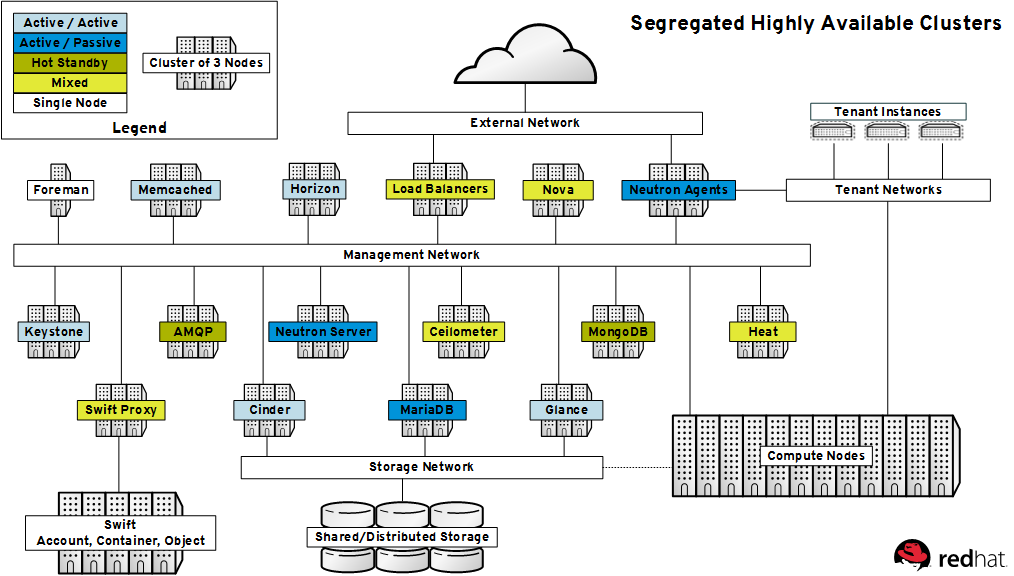 Segregated Highly Available Clusters
Active / Active
Active / Passive
Hot Standby
Mixed
Single Node
Cluster of 3 Nodes
Legend
External Network
Tenant Instances
Foreman
Memcached
Horizon
Load Balancers
Nova
Neutron Agents
Tenant Networks
Management Network
Keystone
AMQP
Neutron Server
Ceilometer
MongoDB
Heat
Swift Proxy
Cinder
MariaDB
Glance
Compute Nodes
Storage Network
Swift
Account, Container, Object
Shared/Distributed Storage
redhat